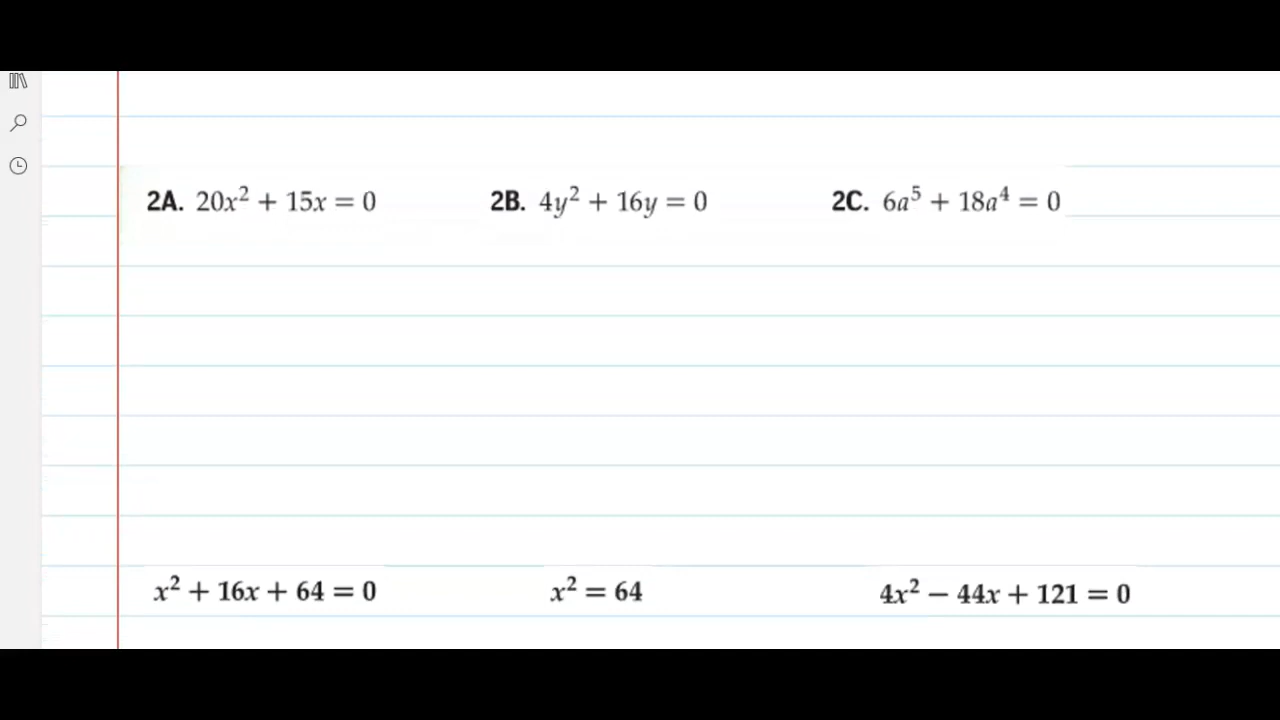 2A. 20x² + 15x = 0 2B. 4y² + 16y = 0 2C. 6a⁵ + 18a⁴ = 0
x² + 16x + 64 = 0 x² = 64 4x² − 44x + 121 = 0